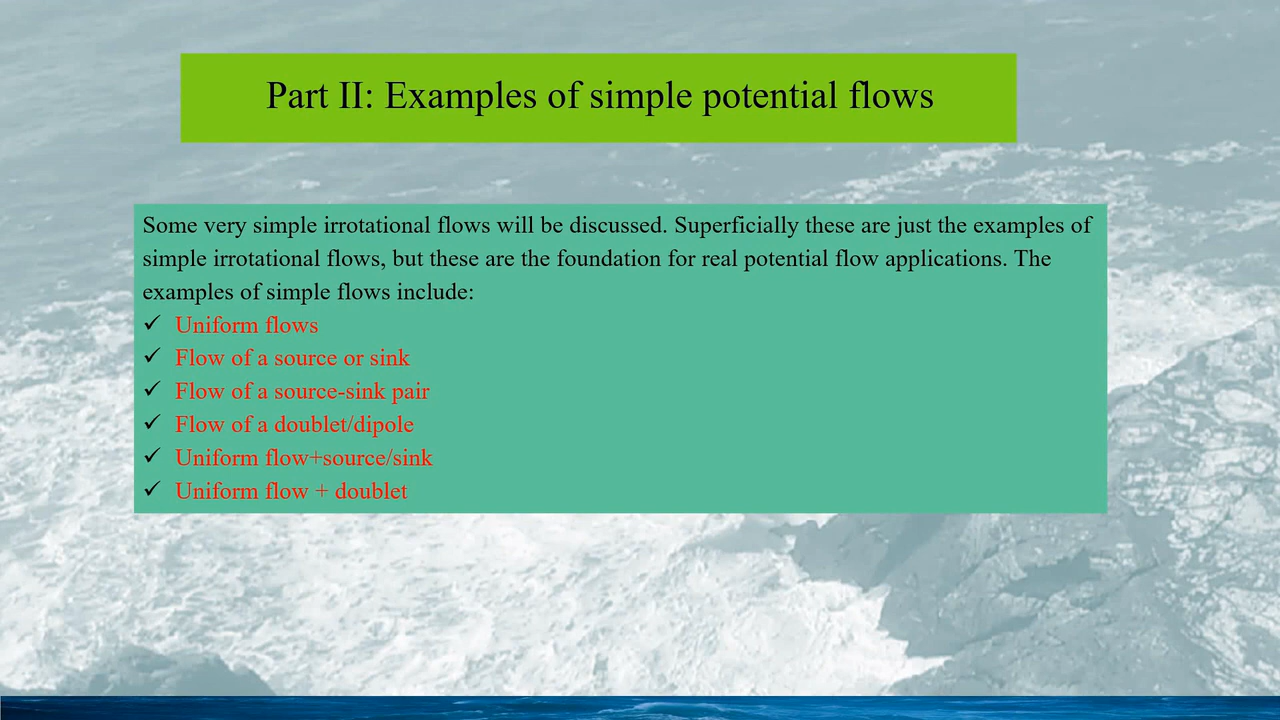 Part II: Examples of simple potential flows
Some very simple irrotational flows will be discussed. Superficially these are just the examples of
simple irrotational flows, but these are the foundation for real potential flow applications. The
examples of simple flows include:
✓ Uniform flows
✓ Flow of a source or sink
✓ Flow of a source-sink pair
✓ Flow of a doublet/dipole
✓ Uniform flow+source/sink
✓ Uniform flow + doublet